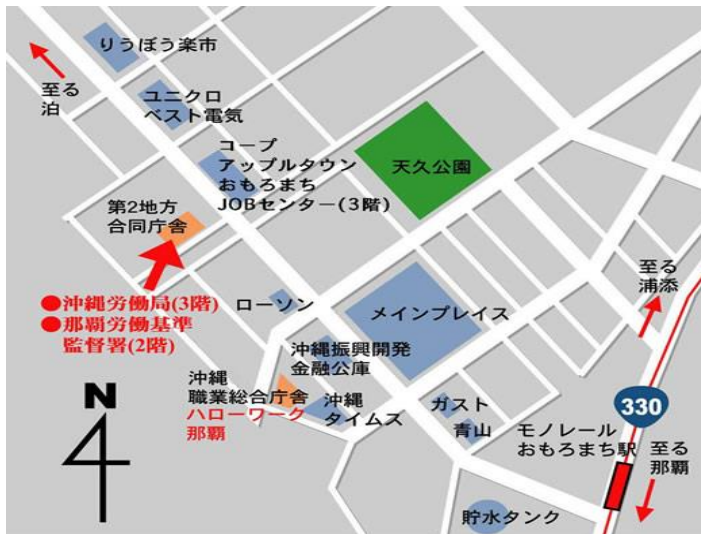 りうぼう楽市
至る
泊
ユニクロ
ベスト電気
コープ
アップルタウン
おもろまち
JOBセンター(3階)
天久公園
第2地方
合同庁舎
●沖縄労働局(3階)
●那覇労働基準
監督署(2階)
ローソン
メインプレイス
至る
浦添
沖縄振興開発
金融公庫
沖縄
職業総合庁舎
ハローワーク
那覇
沖縄
タイムズ
ガスト
青山
330
モノレール
おもろまち駅
至る
那覇
貯水タンク
N